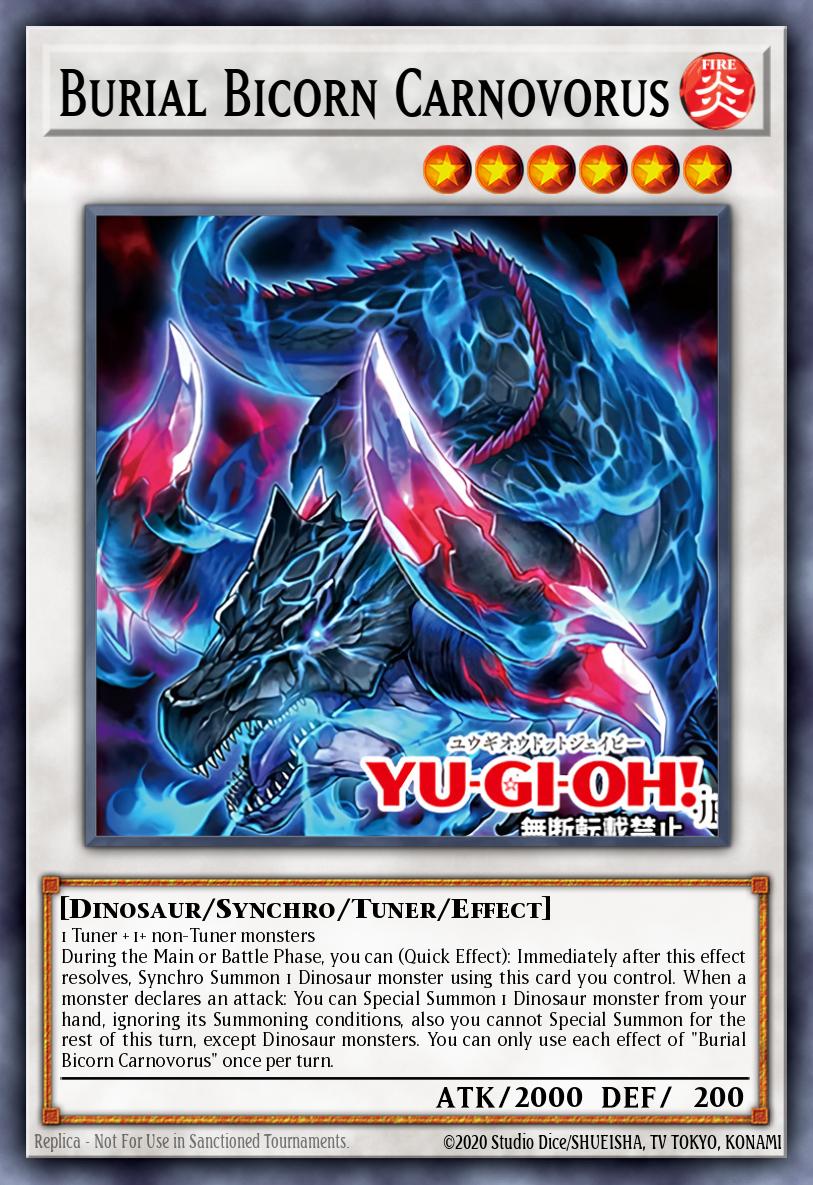 BURIAL BICORN CARNOVORUS
FIRE
炎
ユウギオウドットジェイピー
YU-GI-OH!
.JP
無断転載禁止
[DINOSAUR/SYNCHRO/TUNER/EFFECT]
1 Tuner + 1+ non-Tuner monsters
During the Main or Battle Phase, you can (Quick Effect): Immediately after this effect
resolves, Synchro Summon 1 Dinosaur monster using this card you control. When a
monster declares an attack: You can Special Summon 1 Dinosaur monster from your
hand, ignoring its Summoning conditions, also you cannot Special Summon for the
rest of this turn, except Dinosaur monsters. You can only use each effect of "Burial
Bicorn Carnovorus" once per turn.
ATK/2000 DEF/ 200
Replica - Not For Use in Sanctioned Tournaments.
©2020 Studio Dice/SHUEISHA, TV TOKYO, KONAMI